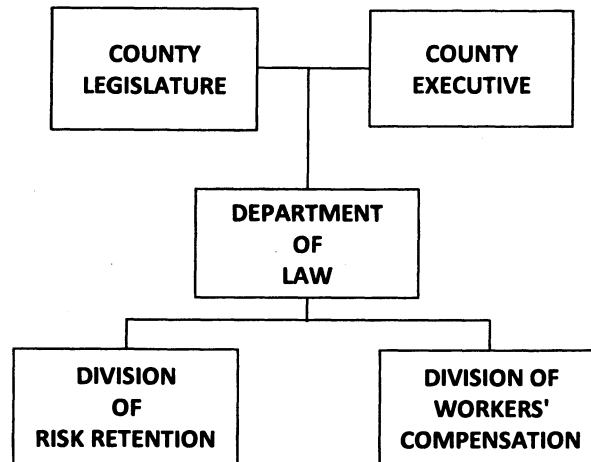 COUNTY
LEGISLATURE
COUNTY
EXECUTIVE
DEPARTMENT
OF
LAW
DIVISION
OF
RISK RETENTION
DIVISION OF
WORKERS'
COMPENSATION